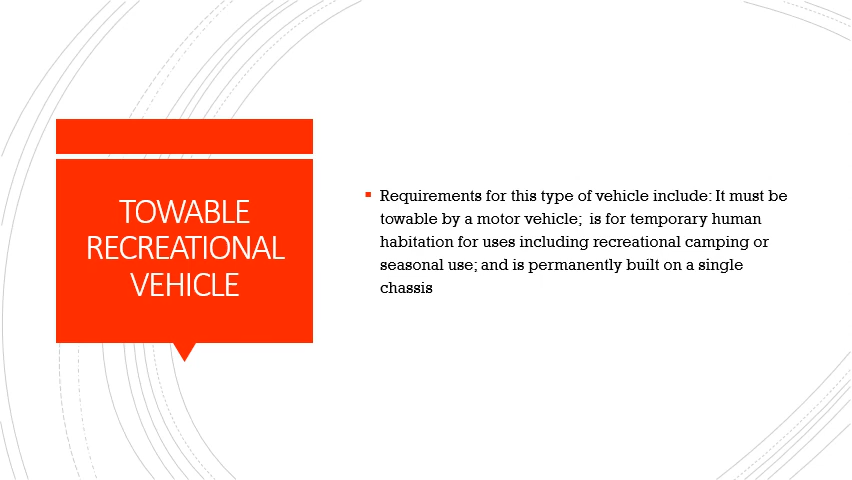 TOWABLE
RECREATIONAL
VEHICLE
▪ Requirements for this type of vehicle include: It must be
towable by a motor vehicle;  is for temporary human
habitation for uses including recreational camping or
seasonal use; and is permanently built on a single
chassis